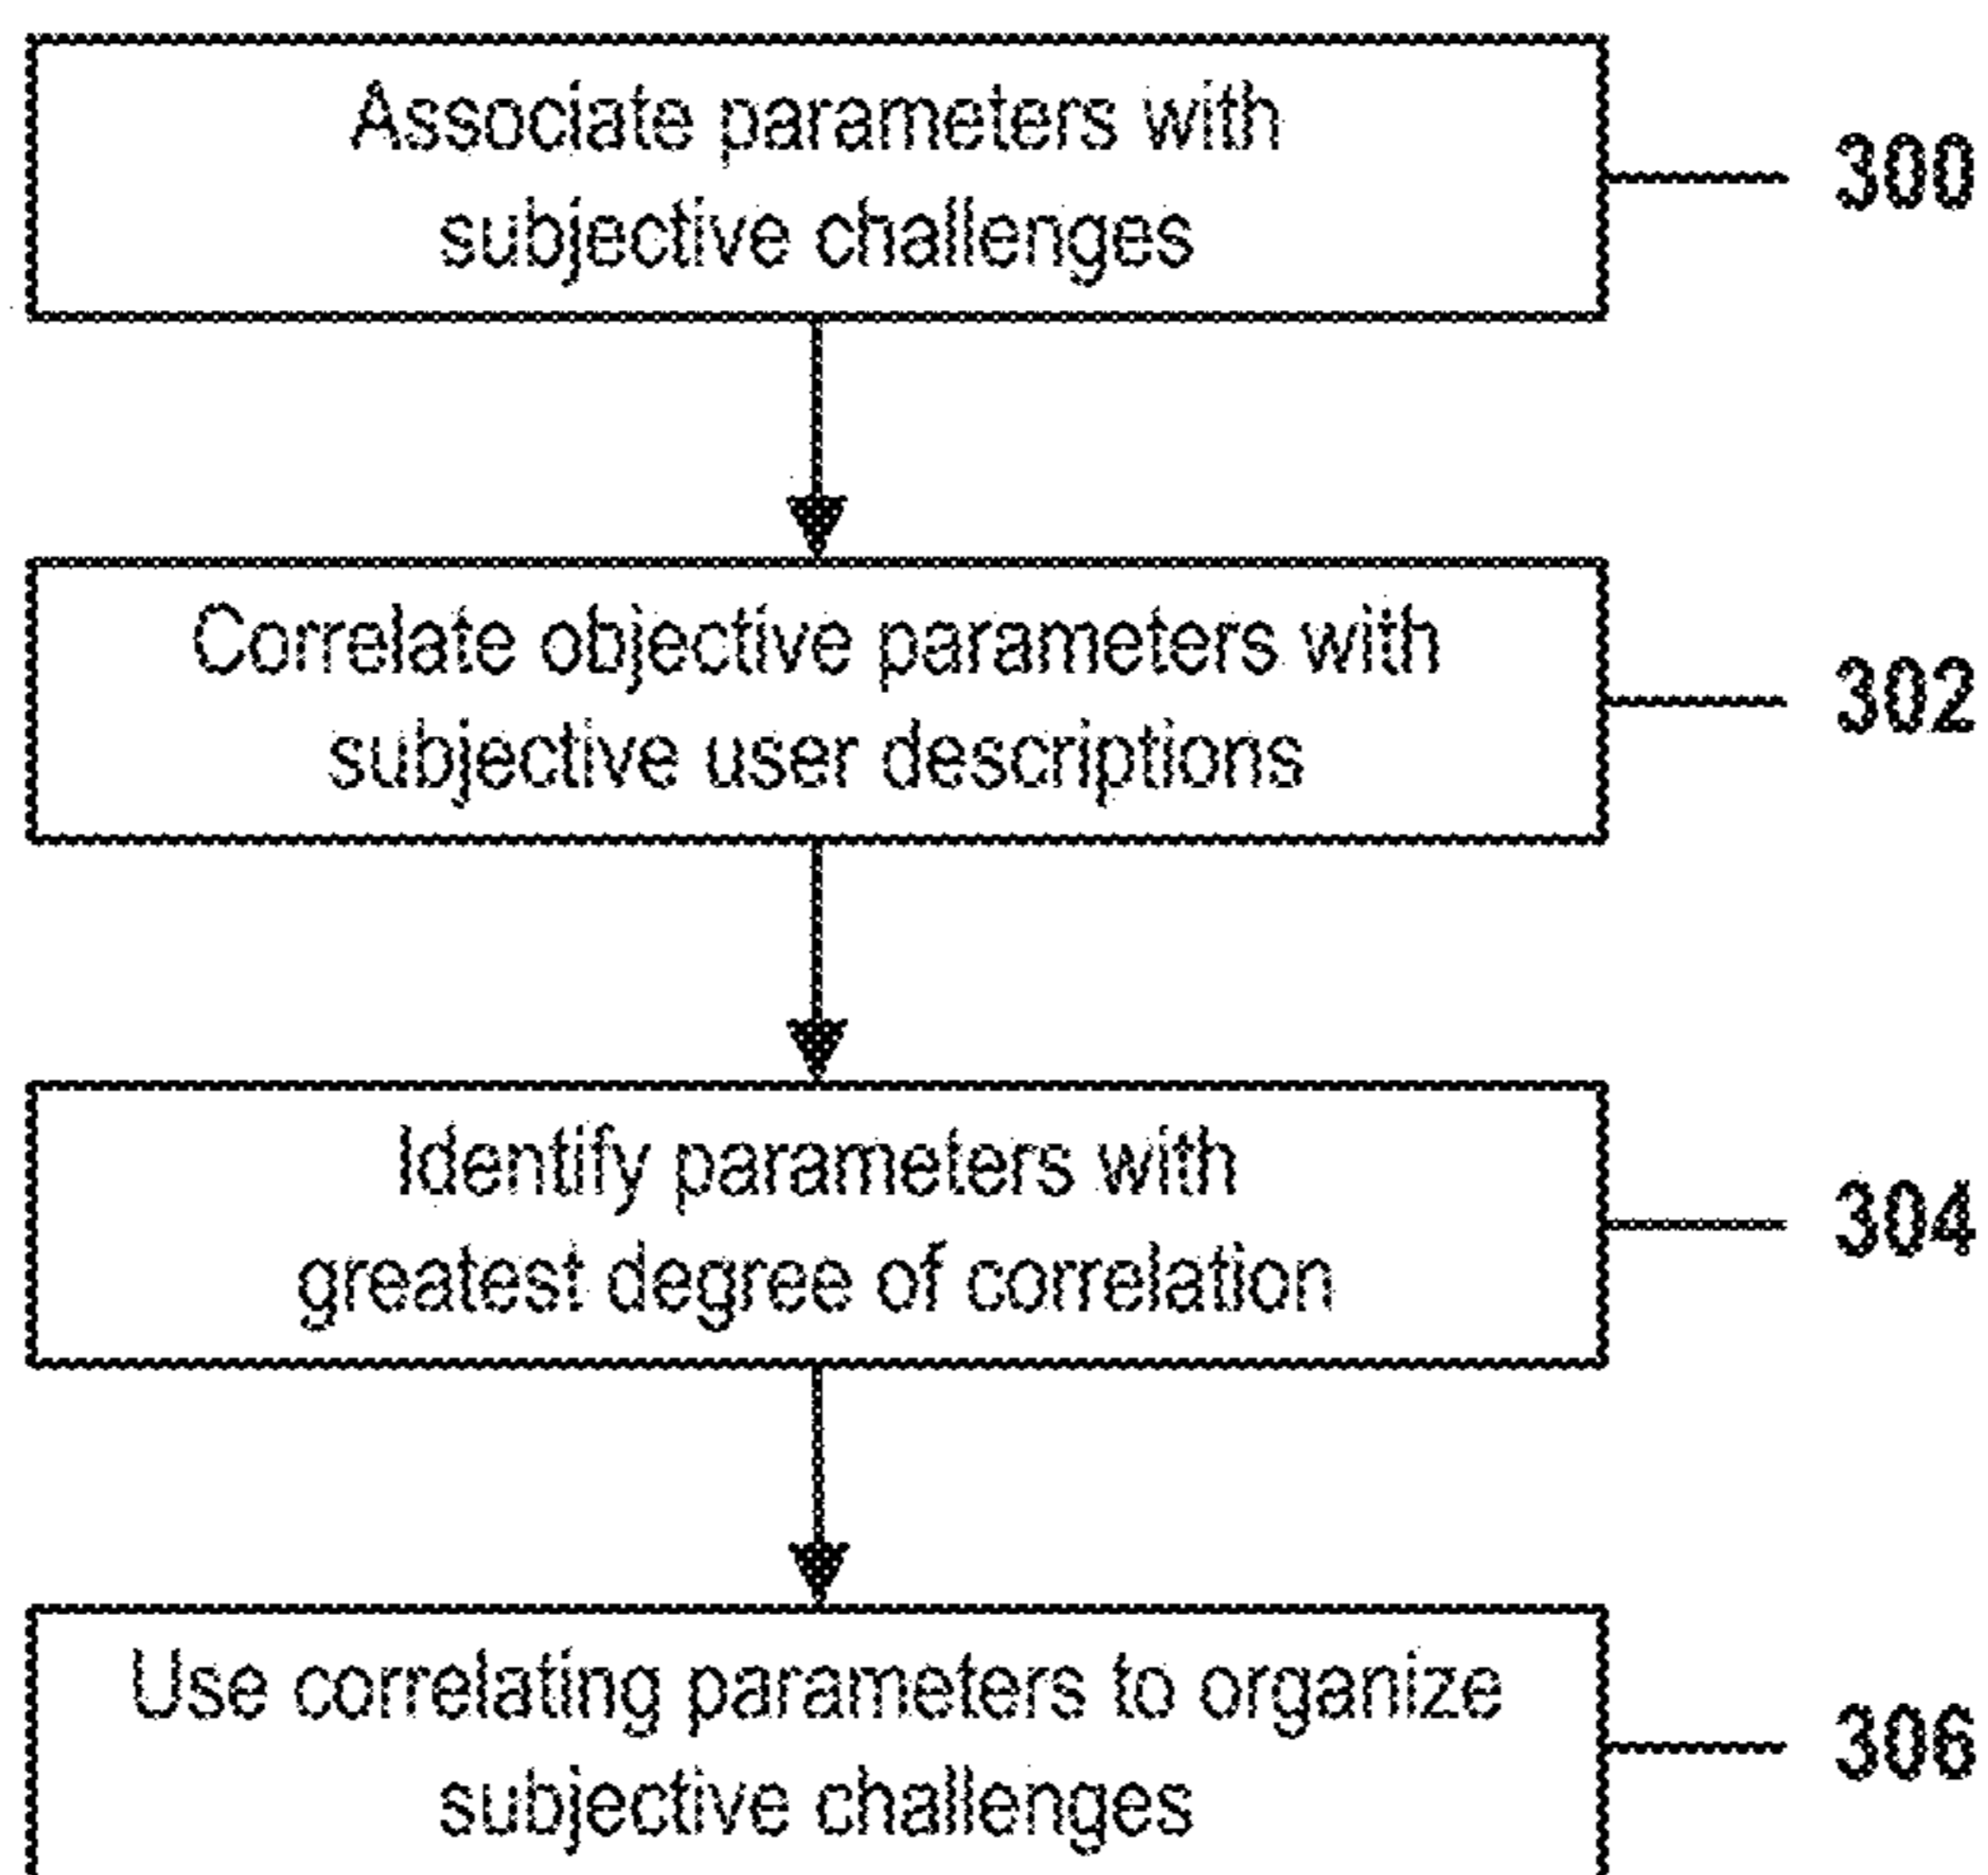 Associate parameters with
subjective challenges
300
Correlate objective parameters with
subjective user descriptions
302
Identify parameters with
greatest degree of correlation
304
Use correlating parameters to organize
subjective challenges
306